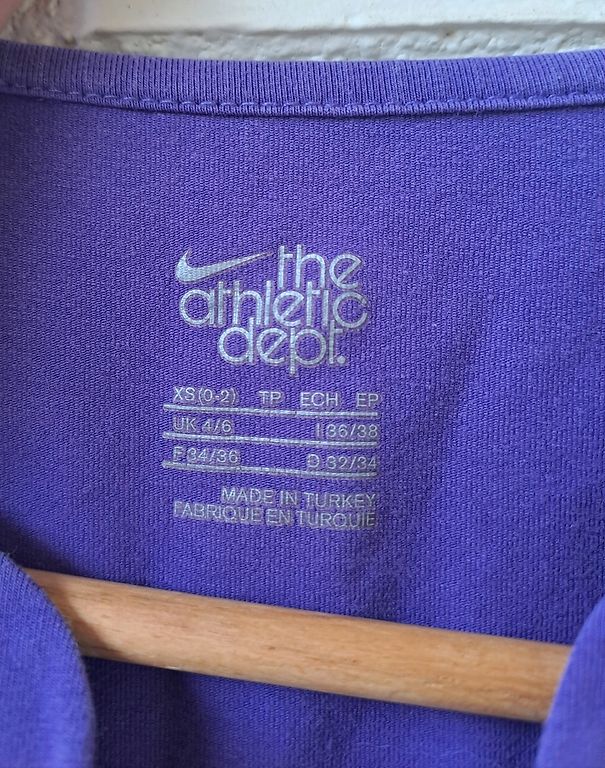 the
athletic
dept.
XS (0-2) TP ECH EP
UK 4/6 I 36/38
F 34/36 D 32/34
MADE IN TURKEY
FABRIQUE EN TURQUIE